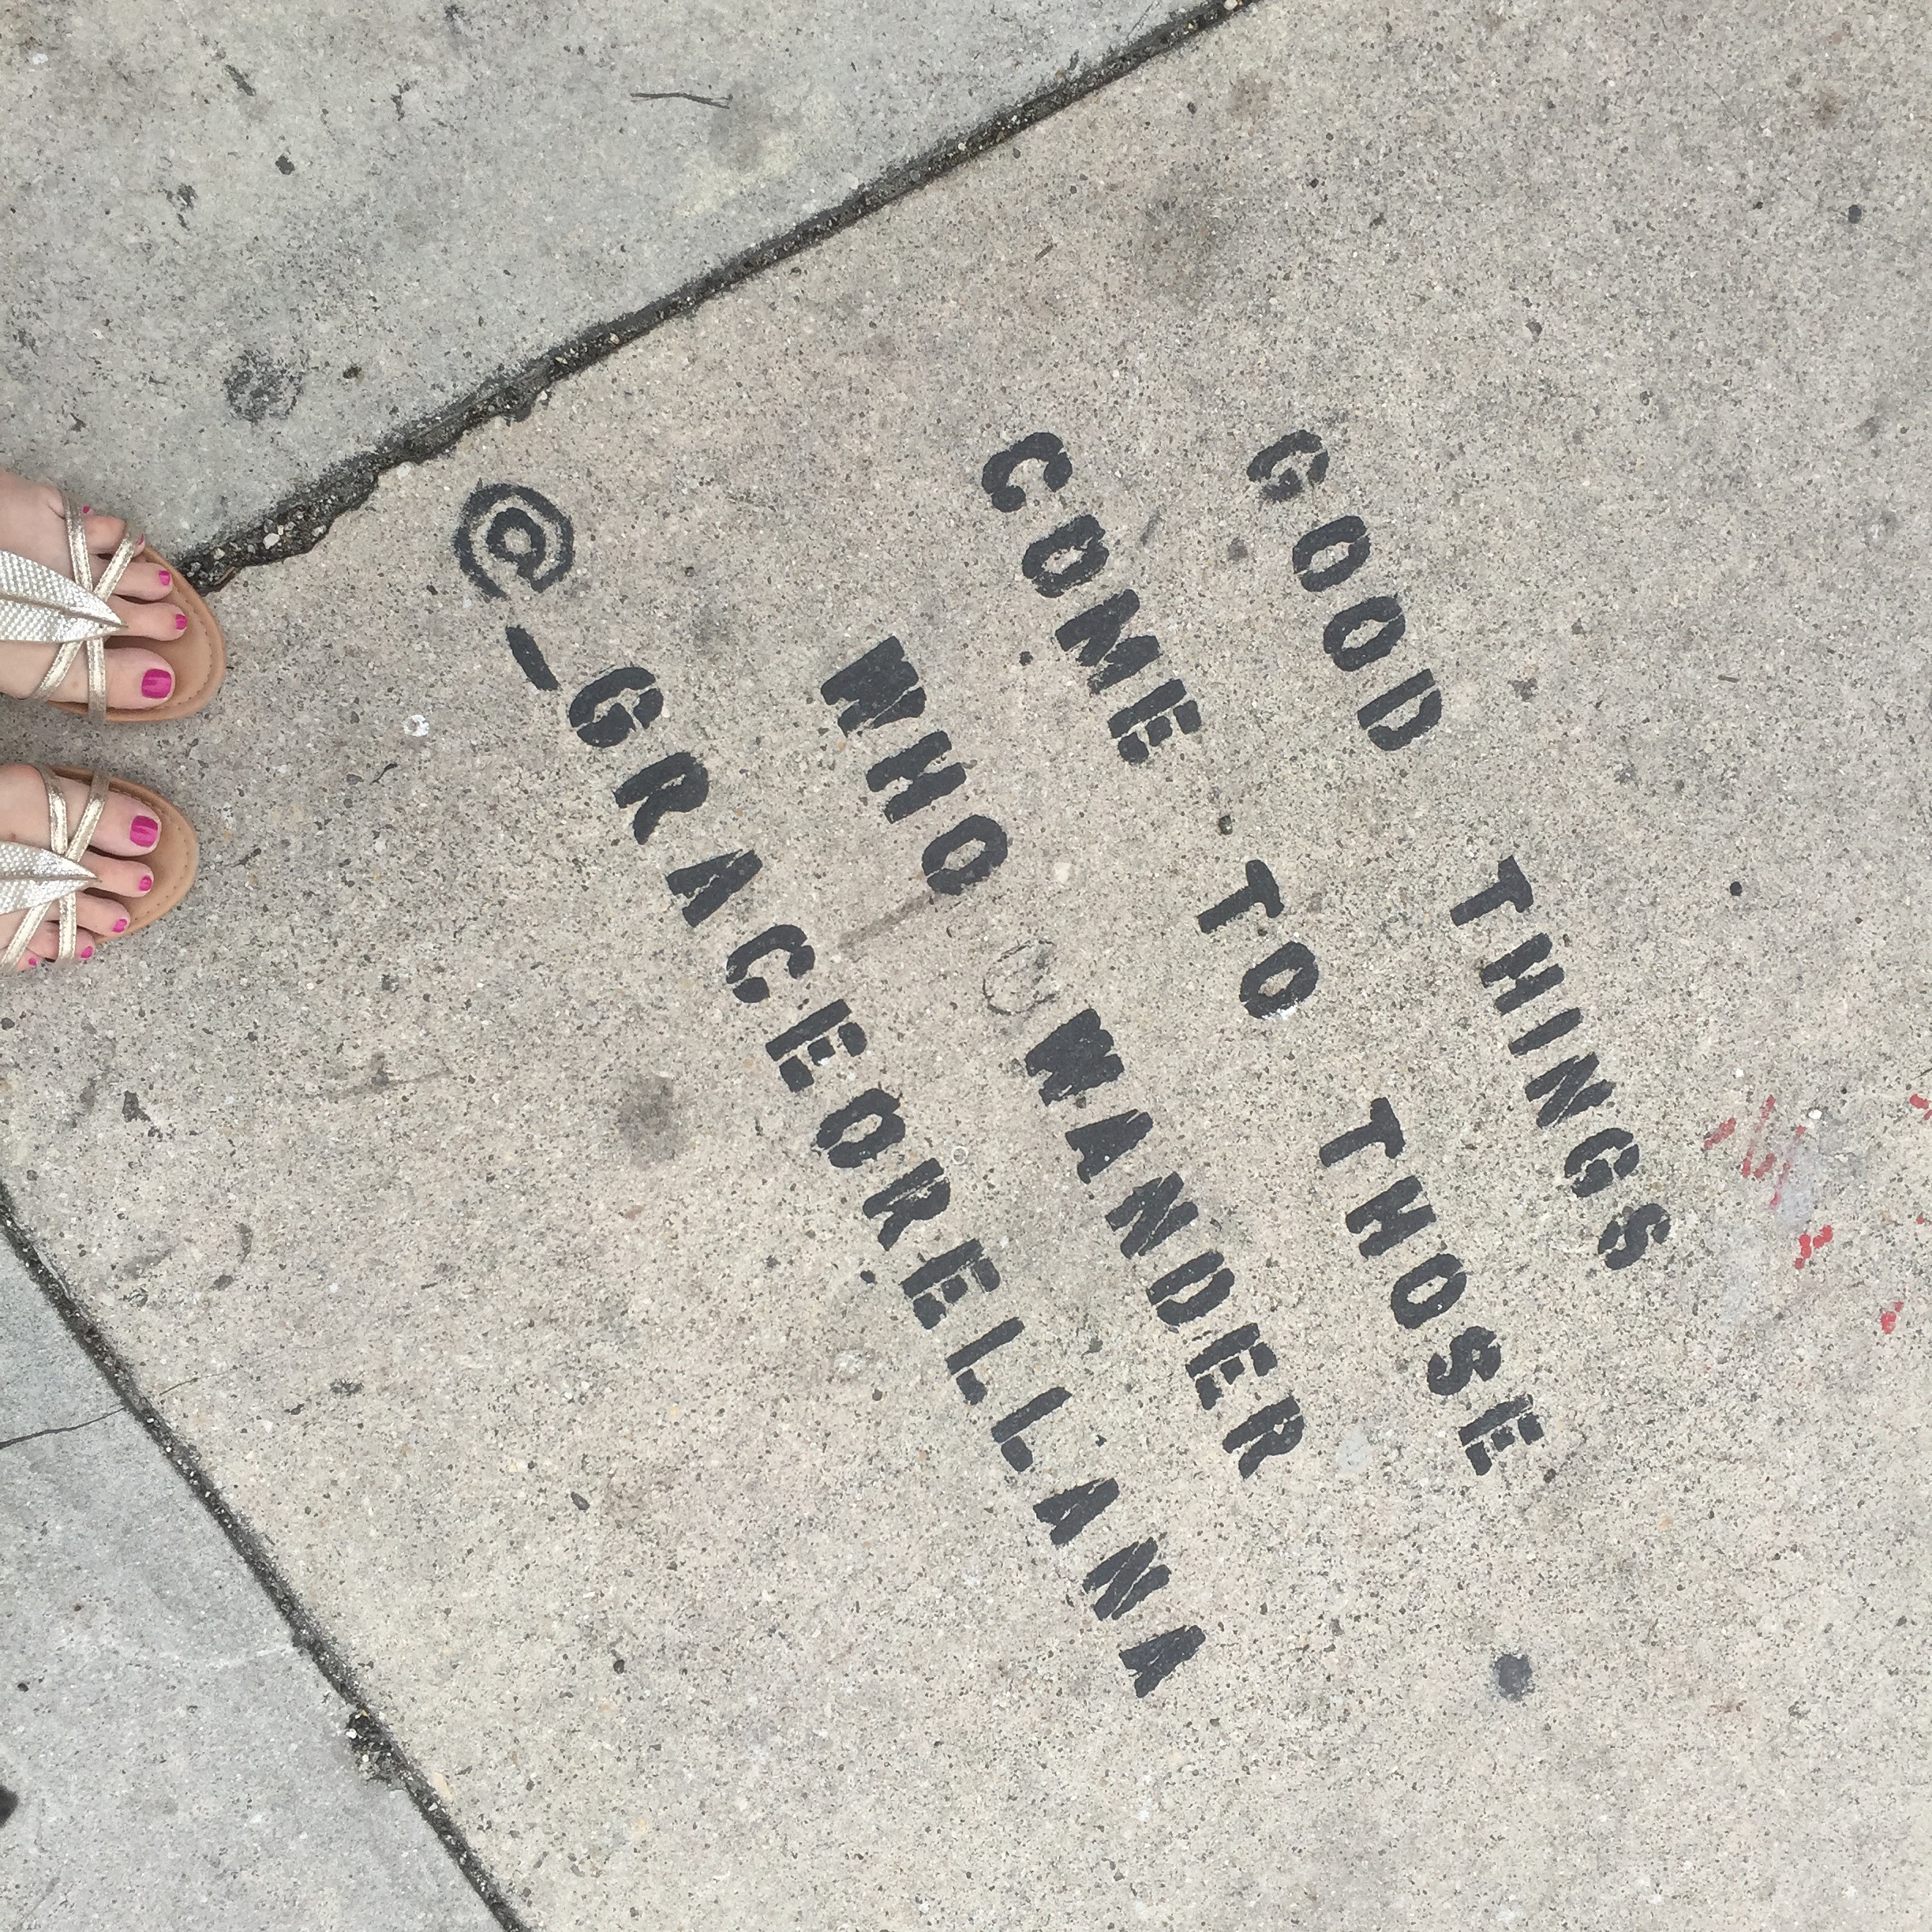 GOOD THINGS
COME TO THOSE
WHO WANDER
@_GRACEORELLANA